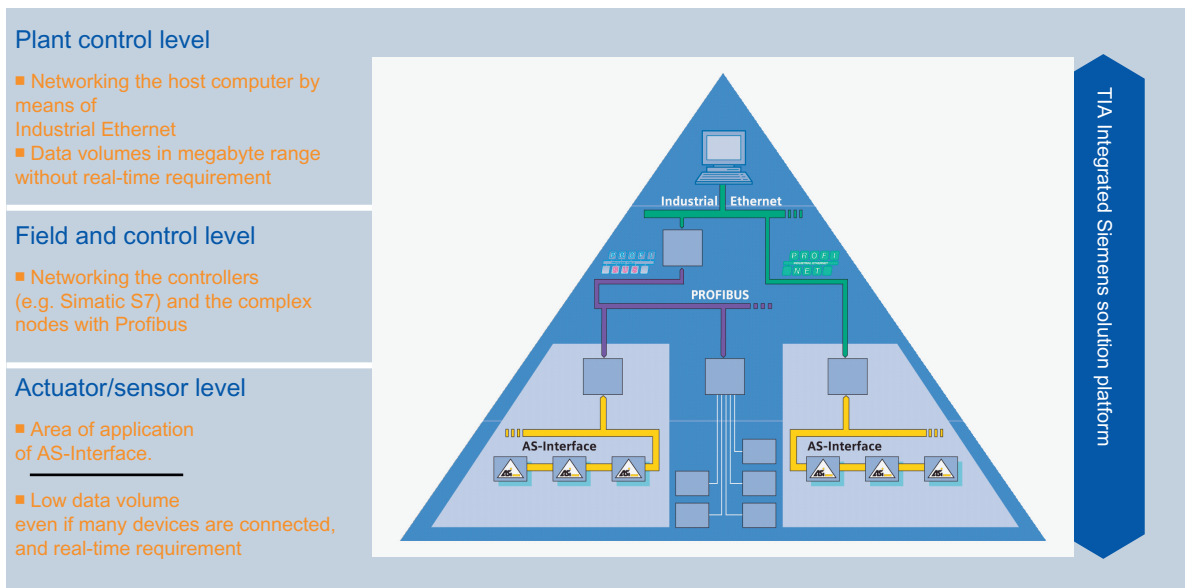 Plant control level
■ Networking the host computer by
means of
Industrial Ethernet
■ Data volumes in megabyte range
without real-time requirement
Field and control level
■ Networking the controllers
(e.g. Simatic S7) and the complex
nodes with Profibus
Actuator/sensor level
■ Area of application
of AS-Interface.
■ Low data volume
even if many devices are connected,
and real-time requirement
Industrial Ethernet
PROFI
NET
PROFIBUS
AS-Interface
AS-Interface
TIA Integrated Siemens solution platform